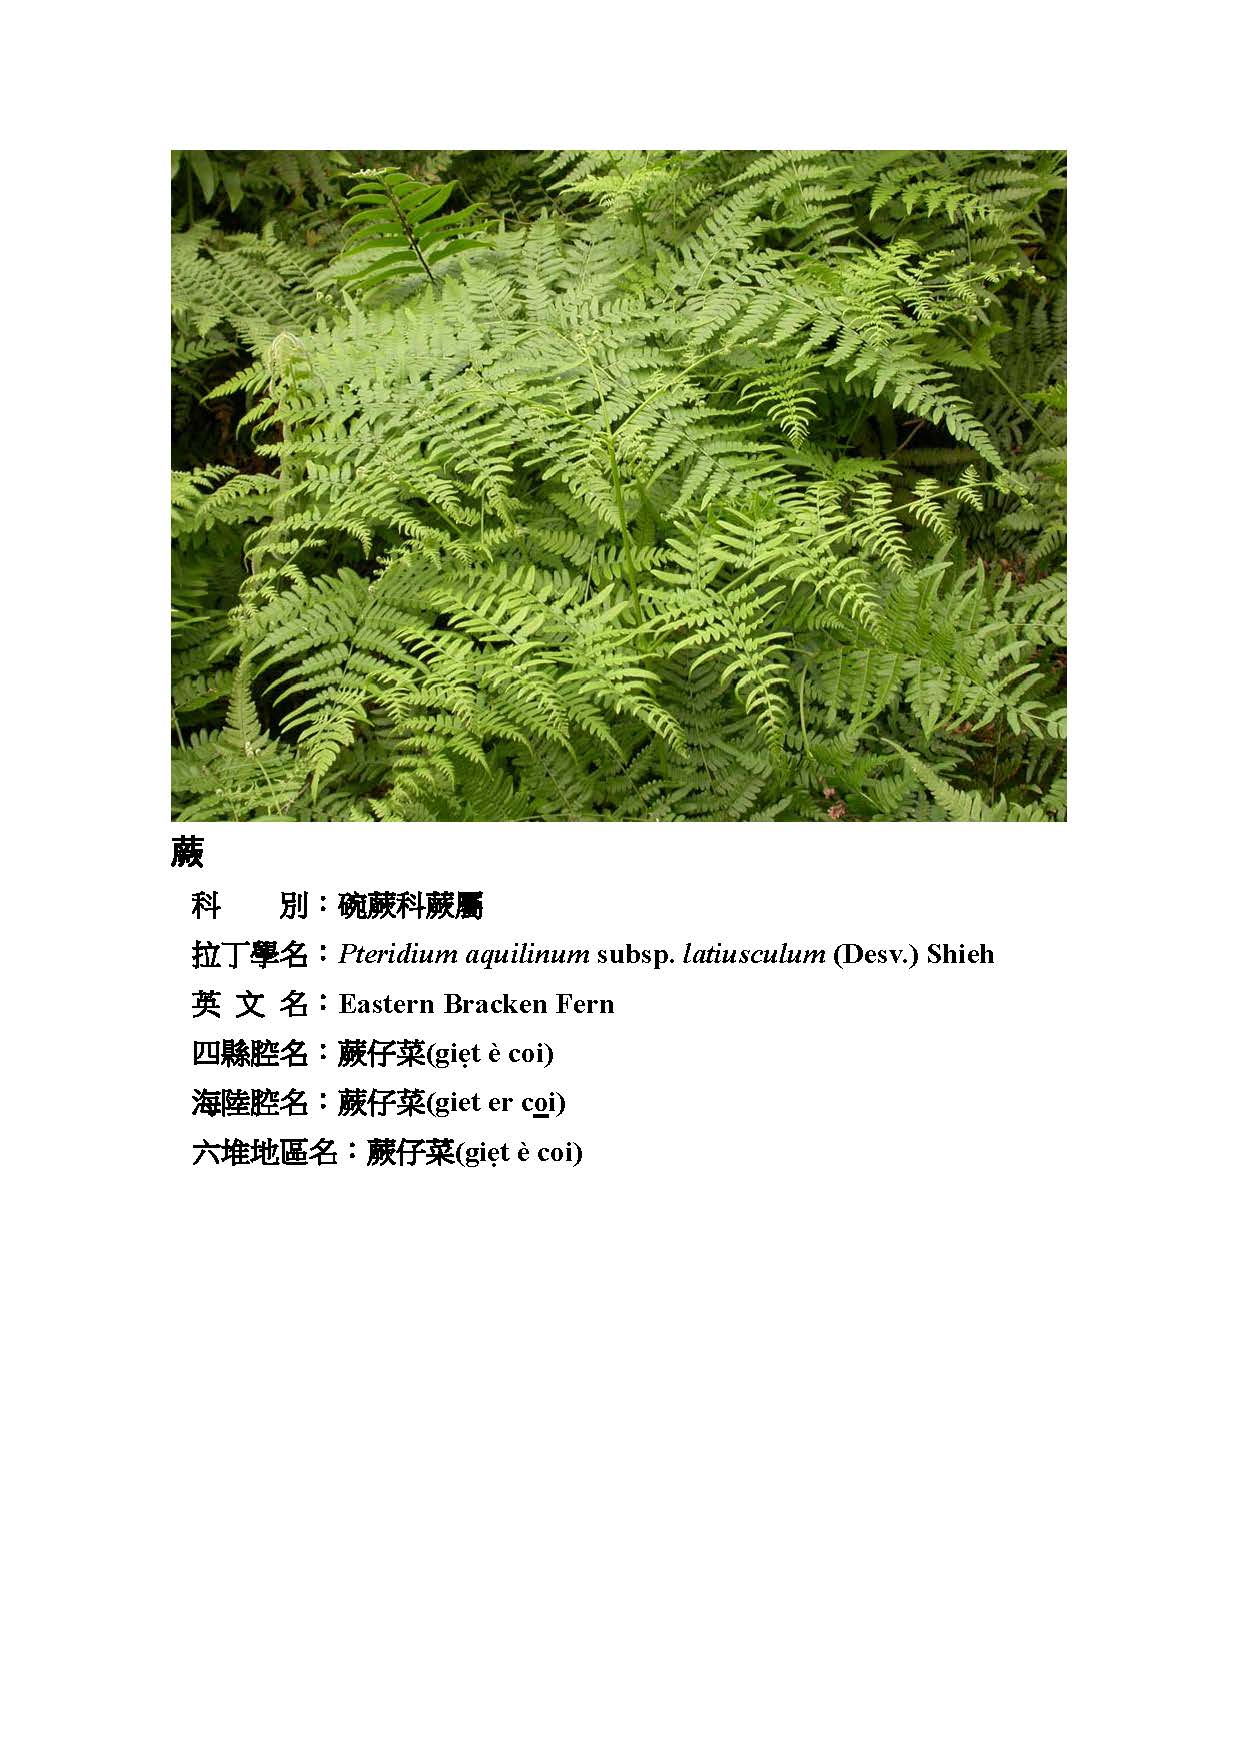 蕨
科　　別：碗蕨科蕨屬
拉丁學名：Pteridium aquilinum subsp. latiusculum (Desv.) Shieh
英 文 名：Eastern Bracken Fern
四縣腔名：蕨仔菜(giẹt è coi)
海陸腔名：蕨仔菜(giet er co̲i)
六堆地區名：蕨仔菜(giẹt è coi)